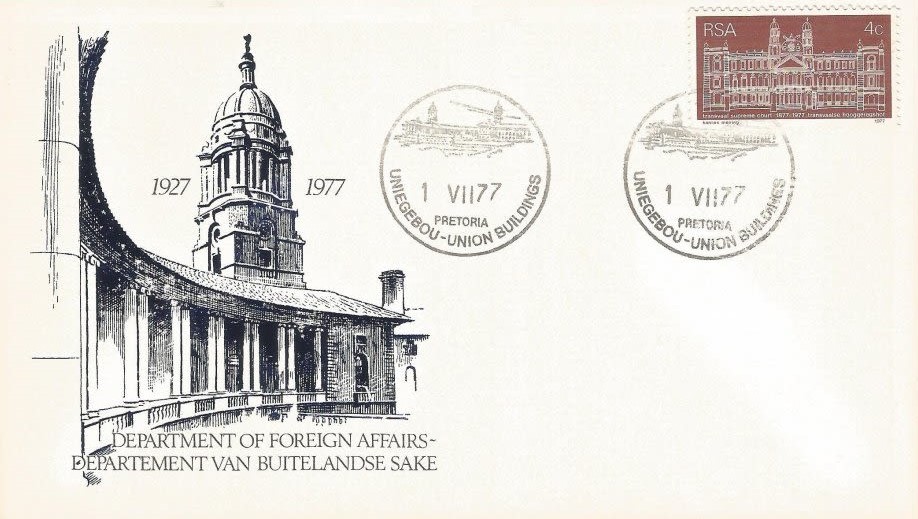 RSA 4c
transvaal supreme court 1877-1977 transvaalse hooggeregshof
1977
1927 1977
1 VII 77
PRETORIA
UNIEGEBOU-UNION BUILDINGS
1 VII 77
PRETORIA
UNIEGEBOU-UNION BUILDINGS
DEPARTMENT OF FOREIGN AFFAIRS-
DEPARTEMENT VAN BUITELANDSE SAKE